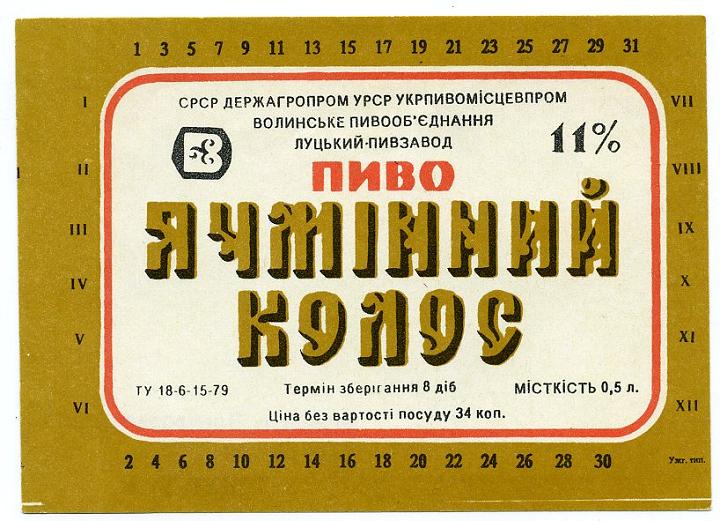 1 3 5 7 9 11 13 15 17 19 21 23 25 27 29 31
I
II
III
IV
V
VI
СРСР ДЕРЖАГРОПРОМ УРСР УКРПИВОМІСЦЕВПРОМ
ВОЛИНСЬКЕ ПИВООБ'ЄДНАННЯ
ЛУЦЬКИЙ-ПИВЗАВОД
11%
ПИВО
ЯЧМІННИЙ
КОЛОС
ТУ 18-6-15-79 Термін зберігання 8 діб МІСТКІСТЬ 0,5 л.
Ціна без вартості посуду 34 коп.
VII
VIII
IX
X
XI
XII
2 4 6 7 8 10 12 14 16 18 20 22 24 26 28 30
Ужг. тип.